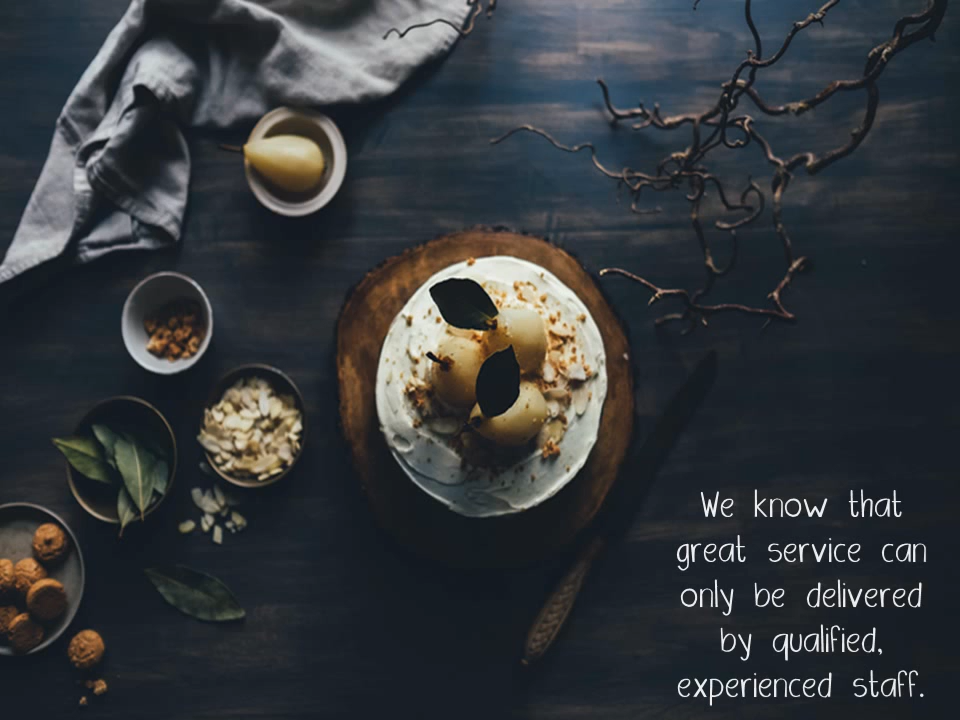 We know that
great service can
only be delivered
by qualified,
experienced staff.